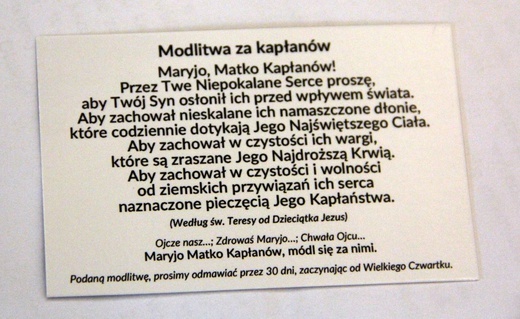 Modlitwa za kapłanów
Maryjo, Matko Kapłanów!
Przez Twe Niepokalane Serce proszę,
aby Twój Syn osłonił ich przed wpływem świata.
Aby zachował nieskalane ich namaszczone dłonie,
które codziennie dotykają Jego Najświętszego Ciała.
Aby zachował w czystości ich wargi,
które są zraszane Jego Najdroższą Krwią.
Aby zachował w czystości i wolności
od ziemskich przywiązań ich serca
naznaczone pieczęcią Jego Kapłaństwa.
(Według św. Teresy od Dzieciątka Jezus)
Ojcze nasz...; Zdrowaś Maryjo...; Chwała Ojcu...
Maryjo Matko Kapłanów, módl się za nimi.
Podaną modlitwę, prosimy odmawiać przez 30 dni, zaczynając od Wielkiego Czwartku.